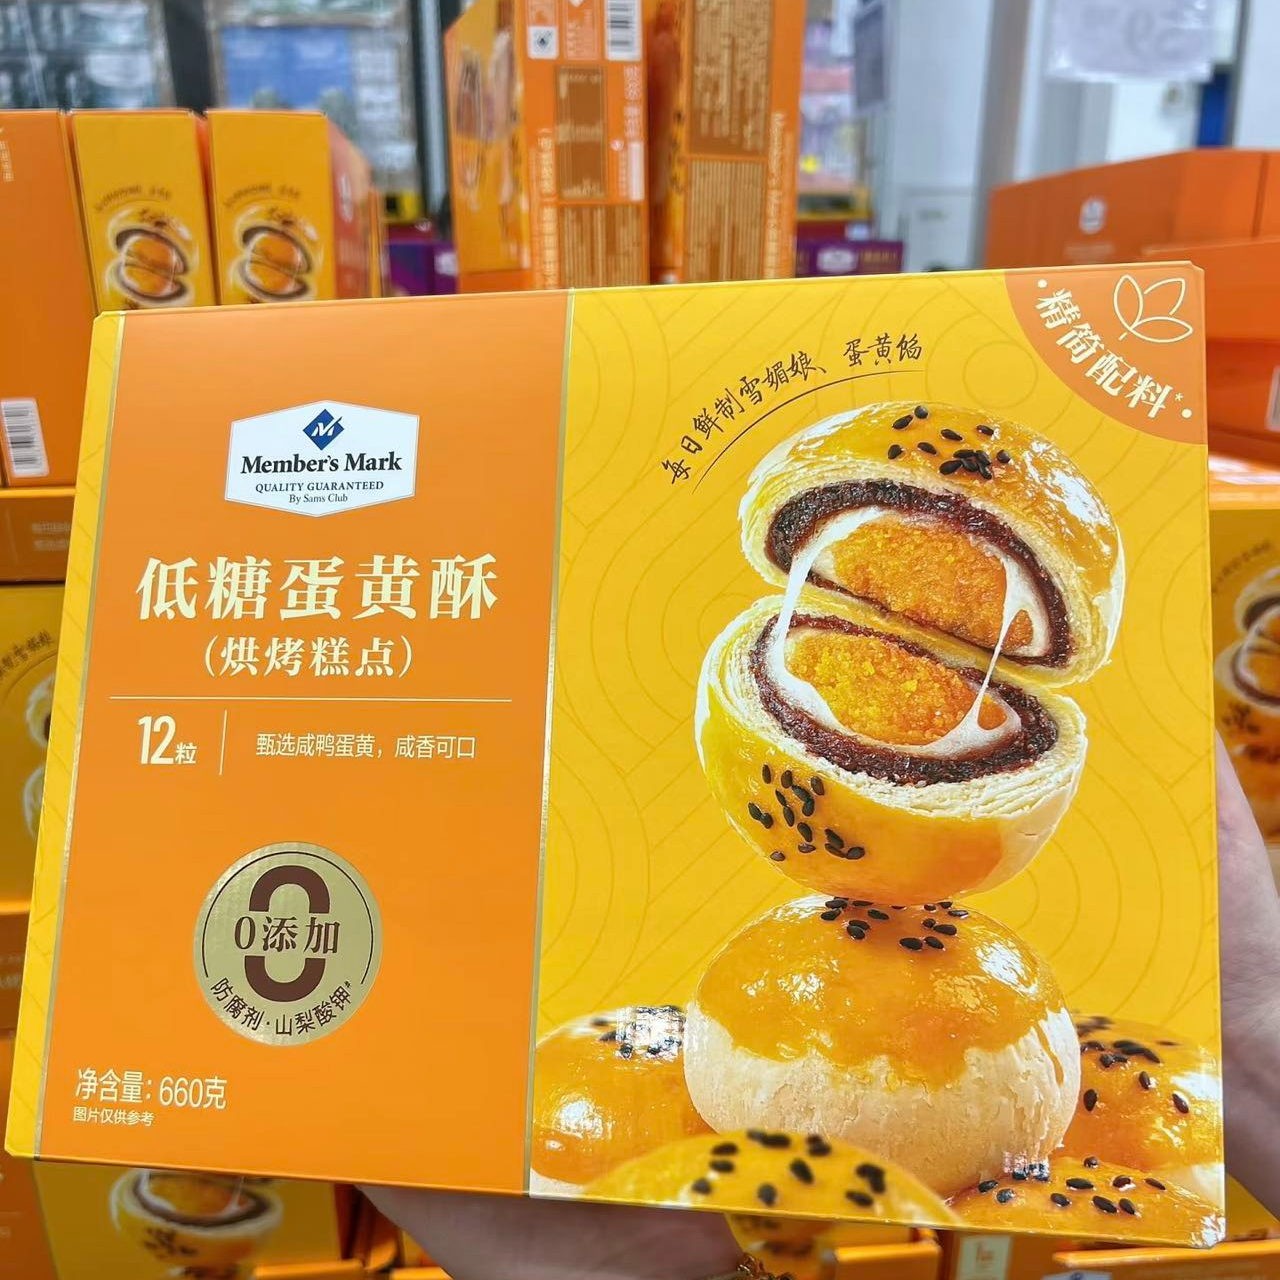 Member's Mark
QUALITY GUARANTEED
By Sams Club
低糖蛋黄酥
(烘烤糕点)
12粒
甄选咸鸭蛋黄，咸香可口
0添加
防腐剂·山梨酸钾#
净含量：660克
图片仅供参考
每日鲜制雪媚娘、蛋黄馅
·精简配料*·